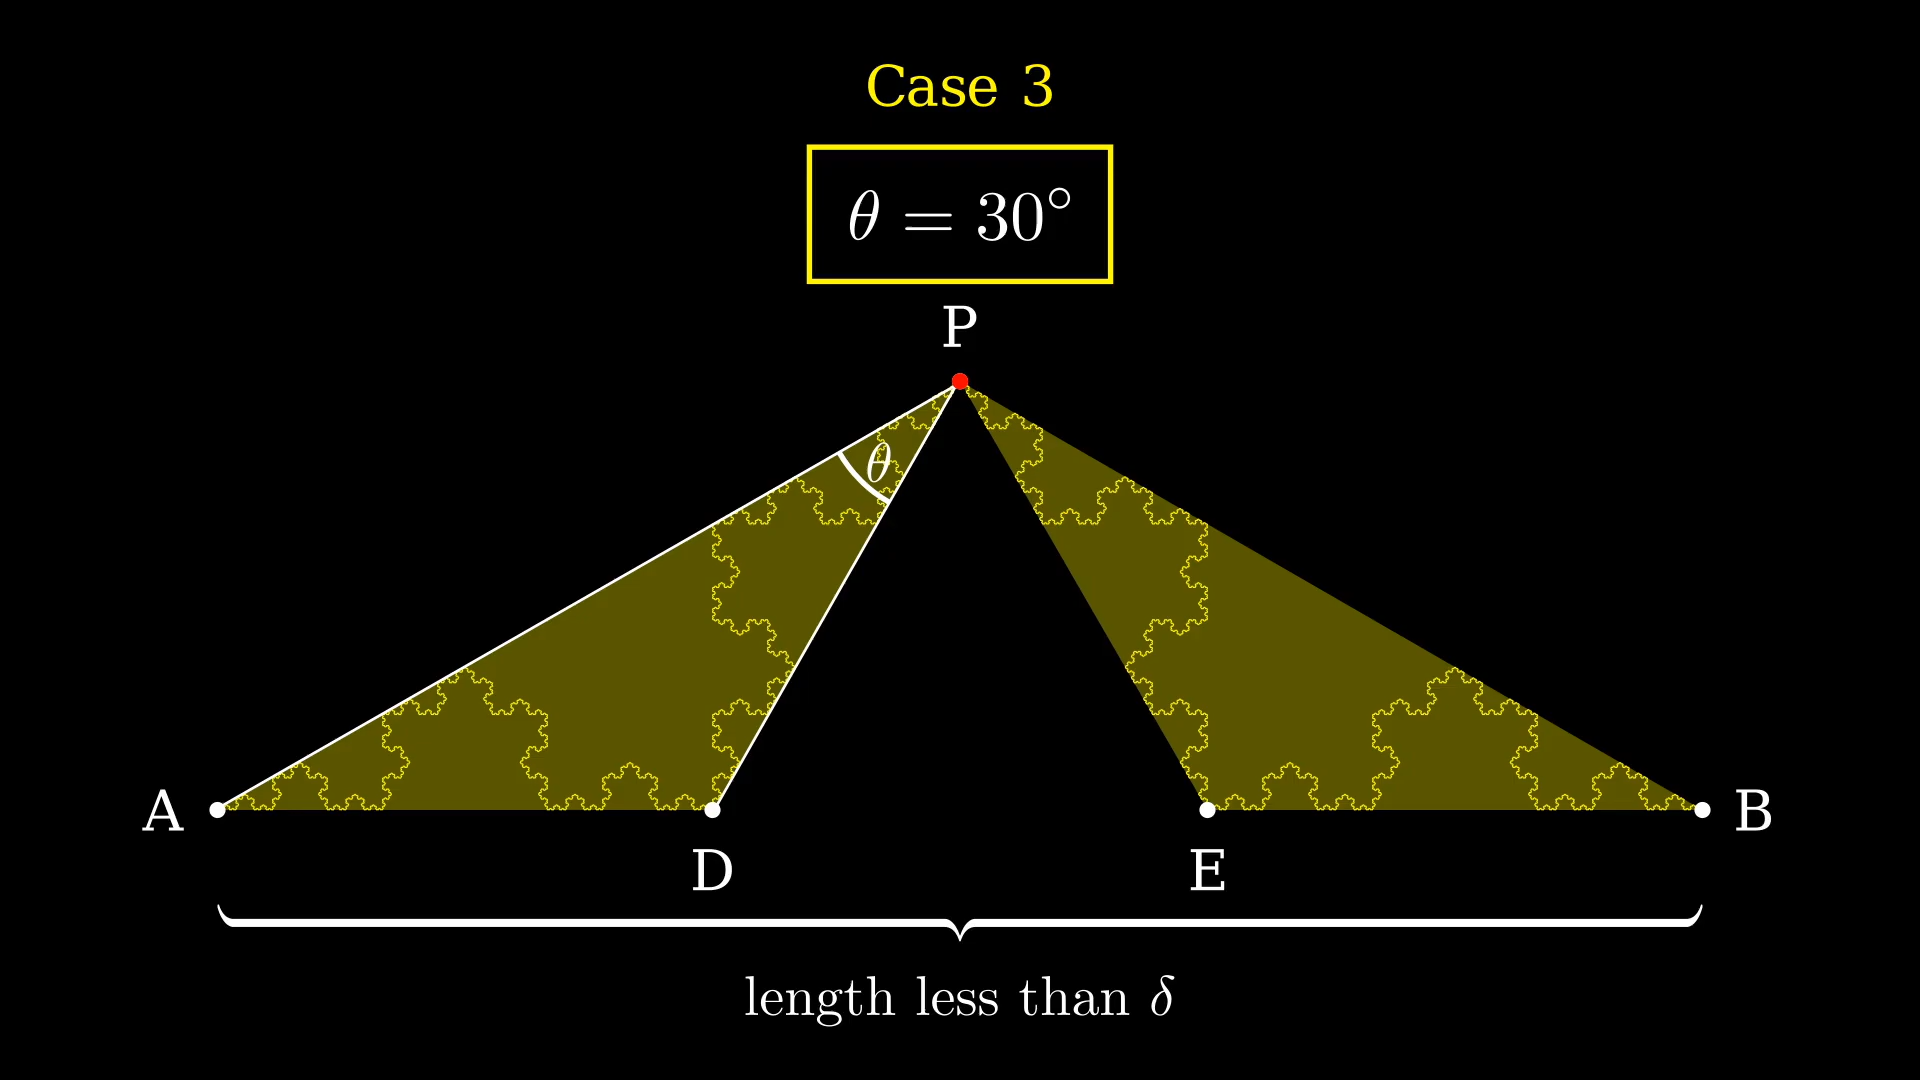 Case 3
θ = 30°
P
θ
A
B
D
E
length less than δ